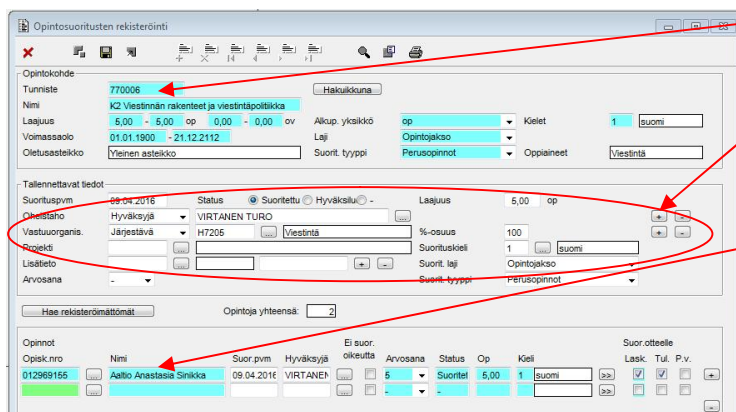 Opintosuoritusten rekisteröinti
Opintokohde
Tunniste 770006 Hakuikkuna
Nimi K2 Viestinnän rakenteet ja viestintäpolitiikka
Laajuus 5,00 - 5,00 op 0,00 - 0,00 ov Alkup. yksikkö op Kielet 1 suomi
Voimassaolo 01.01.1900 - 21.12.2112 Laji Opintojakso
Oletusasteikko Yleinen asteikko Suorit. tyyppi Perusopinnot Oppiaineet Viestintä
Tallennettavat tiedot
Suorituspvm 09.04.2016 Status Suoritettu Hyväksilu - Laajuus 5,00 op
Oheistaho Hyväksyjä VIRTANEN TURO ... + -
Vastuuorganis. Järjestävä H7205 ... Viestintä %-osuus 100 + -
Projekti ... Suorituskieli 1 ... suomi
Lisätieto ... + - Suorit. laji Opintojakso
Arvosana - Suorit. tyyppi Perusopinnot
Hae rekisteröimättömät Opintoja yhteensä: 2
Opinnot Ei suor. Suor.otteelle
Opisk.nro Nimi Suor.pvm Hyväksyjä oikeutta Arvosana Status Op Kieli Lask. Tul. P.v.
012969155 ... Aaltio Anastasia Sinikka 09.04.2016 VIRTANEN ... 5 Suoritet 5,00 1 suomi >> +
... ... - - >>
-